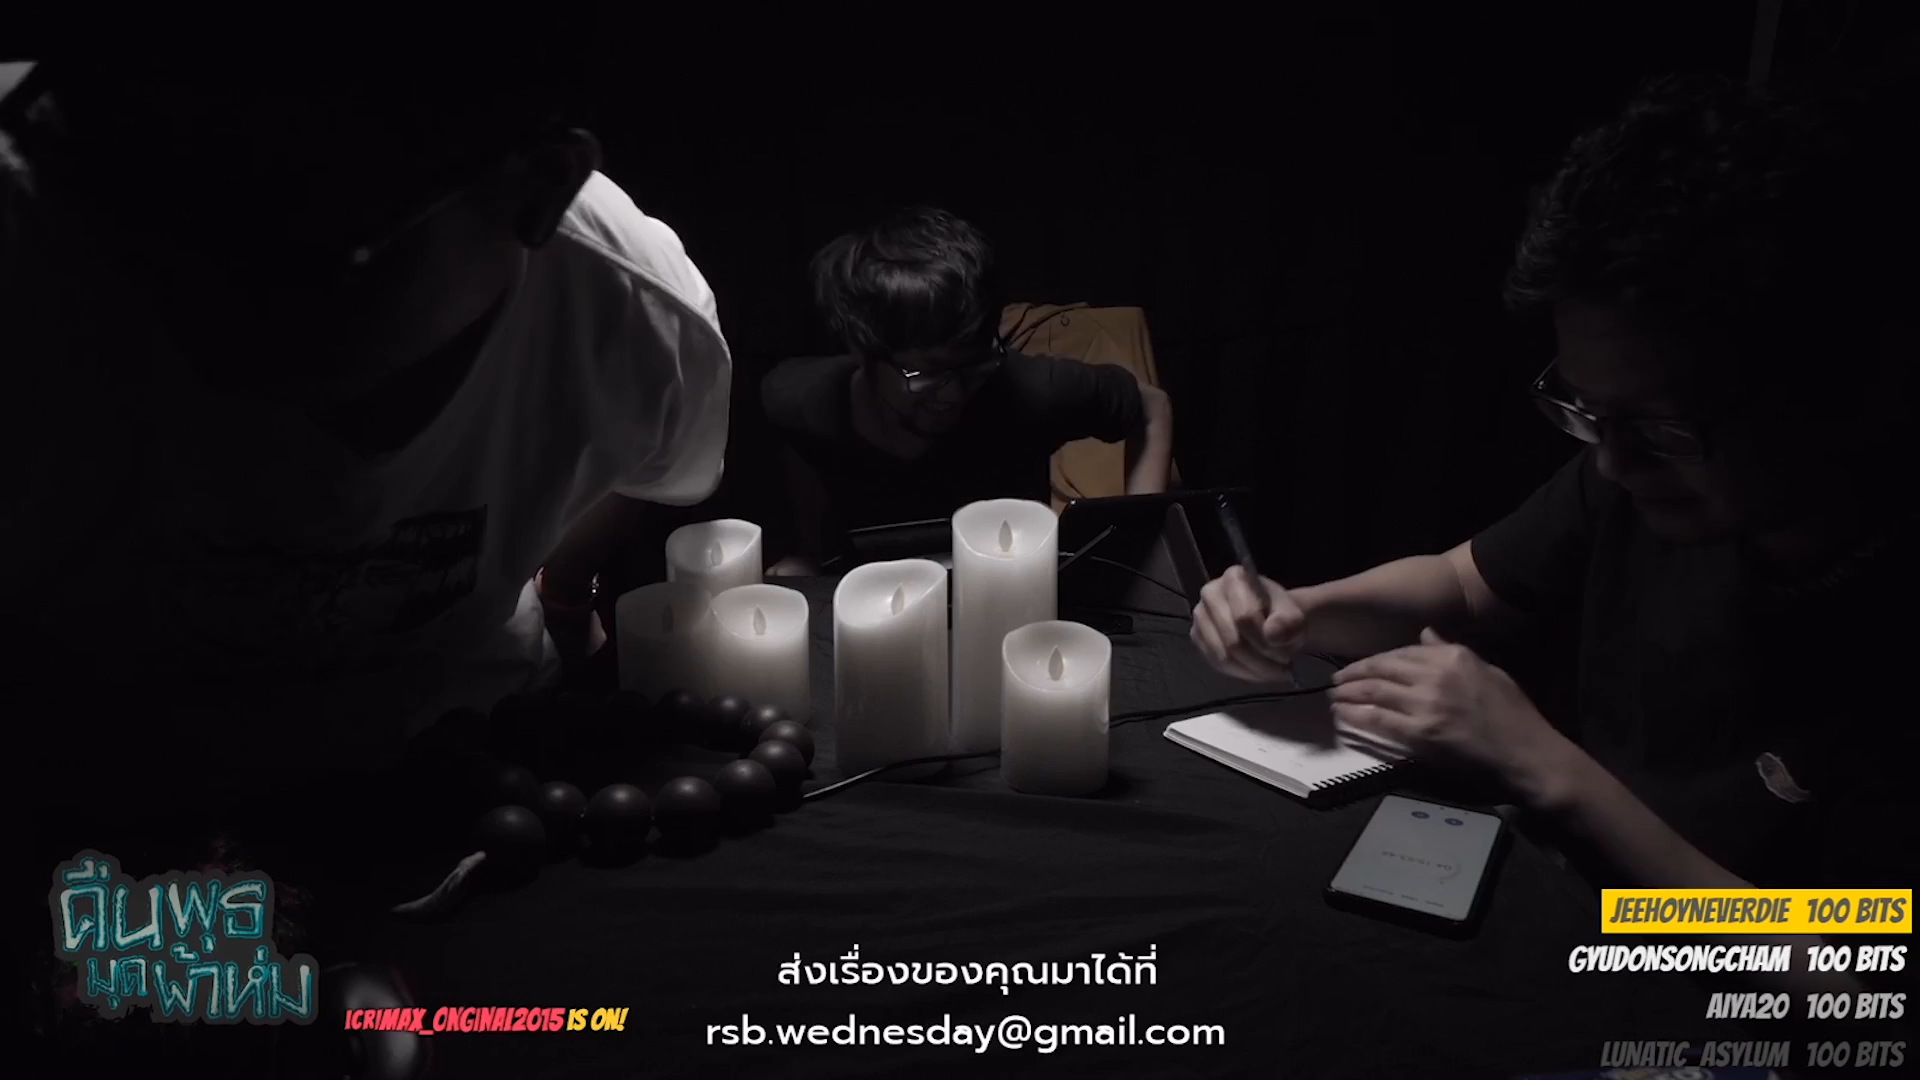 คืนพุธ
มุดผ้าห่ม
ICRIMAX_ONGINAI2015 IS ON!
ส่งเรื่องของคุณมาได้ที่
rsb.wednesday@gmail.com
JEEHOYNEVERDIE 100 BITS
GYUDONSONGCHAM 100 BITS
AIYA20 100 BITS
LUNATIC_ASYLUM 100 BITS